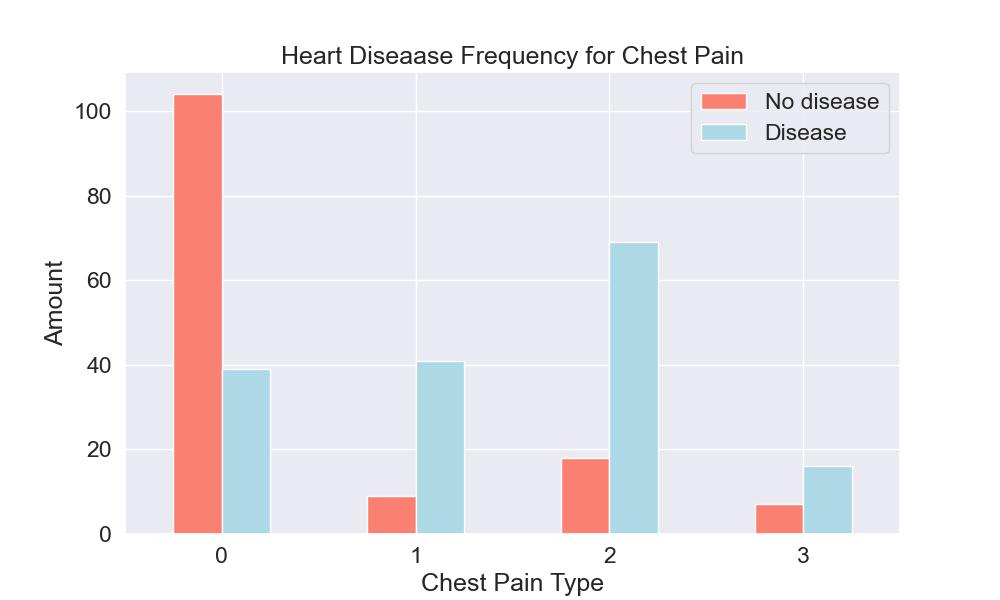 Heart Diseaase Frequency for Chest Pain
No disease
Disease
100
80
60
40
20
0
Amount
0 1 2 3
Chest Pain Type